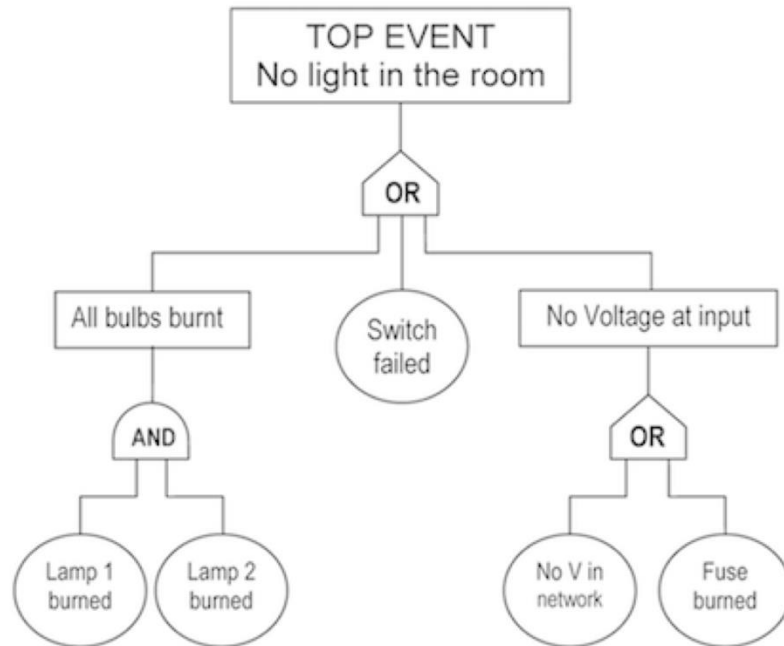 TOP EVENT
No light in the room
OR
All bulbs burnt
Switch
failed
No Voltage at input
AND
OR
Lamp 1
burned
Lamp 2
burned
No V in
network
Fuse
burned